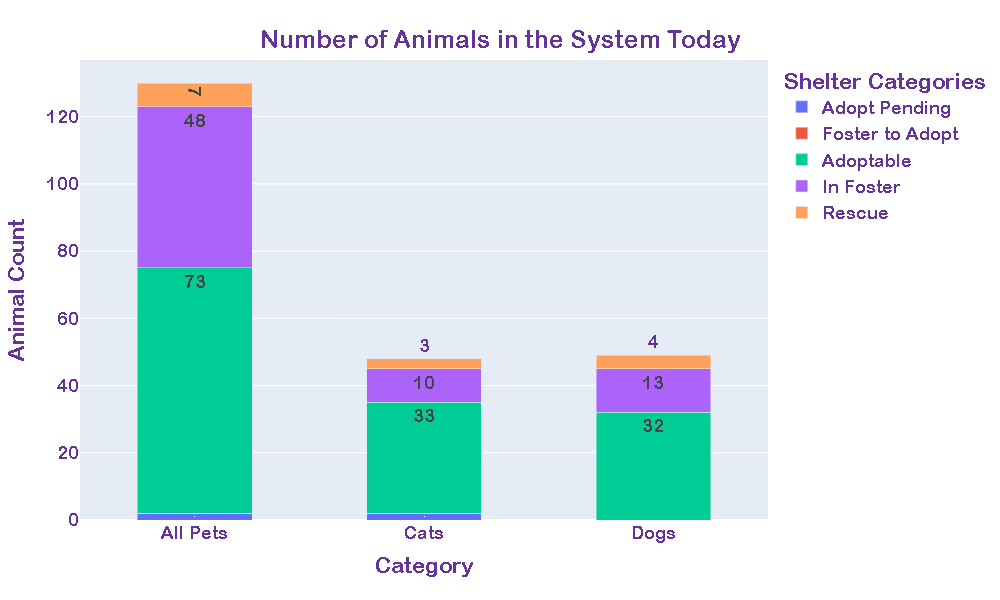 Number of Animals in the System Today
Shelter Categories
Adopt Pending
Foster to Adopt
Adoptable
In Foster
Rescue
Animal Count
120
100
80
60
40
20
0
7
48
73
3
10
33
4
13
32
All Pets
Cats
Dogs
Category